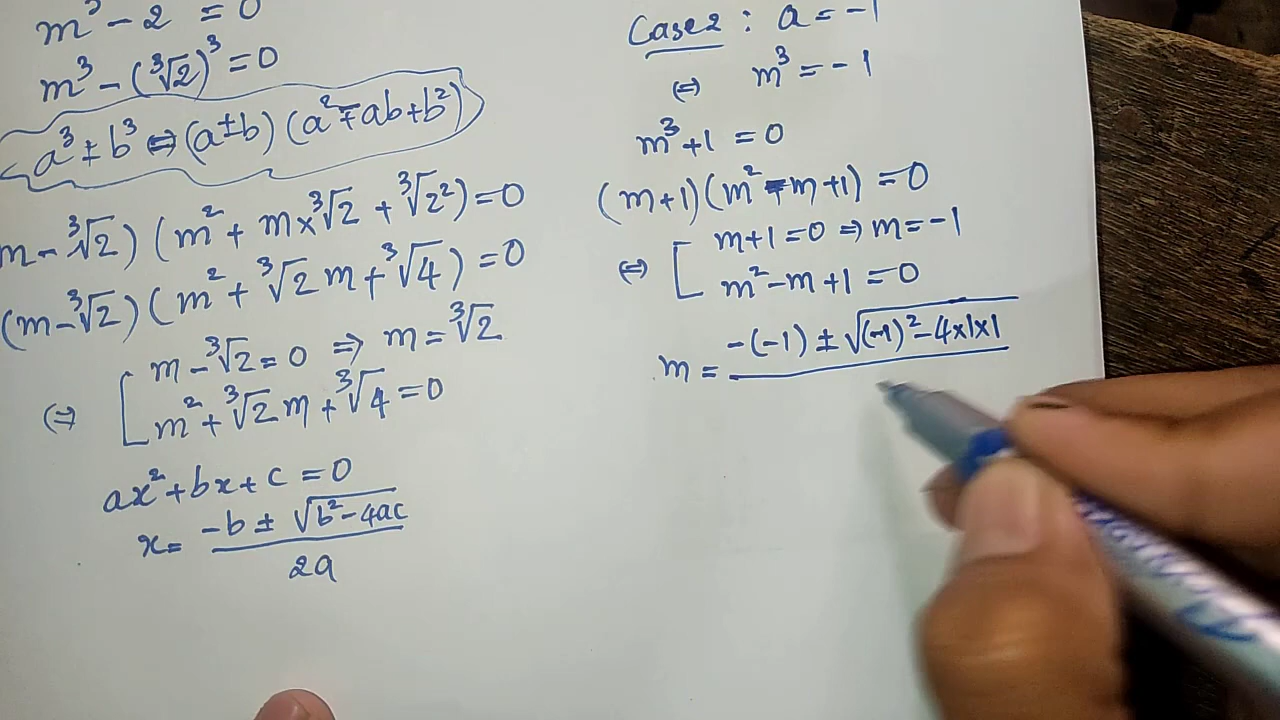 m³ - 2 = 0
m³ - (∛2)³ = 0
a³ ± b³ ⇔ (a ± b) (a² ∓ ab + b²)
m - ∛2) (m² + m × ∛2 + ∛2²) = 0
(m - ∛2) (m² + ∛2 m + ∛4) = 0
m - ∛2 = 0 ⇒ m = ∛2
⇔ [ m² + ∛2 m + ∛4 = 0
ax² + bx + c = 0
x = (-b ± √(b² - 4ac)) / 2a
Case 2 : a = -1
⇔ m³ = -1
m³ + 1 = 0
(m + 1) (m² - m + 1) = 0
m + 1 = 0 ⇒ m = -1
⇔ [ m² - m + 1 = 0
m = -(-1) ± √((-1)² - 4×1×1)